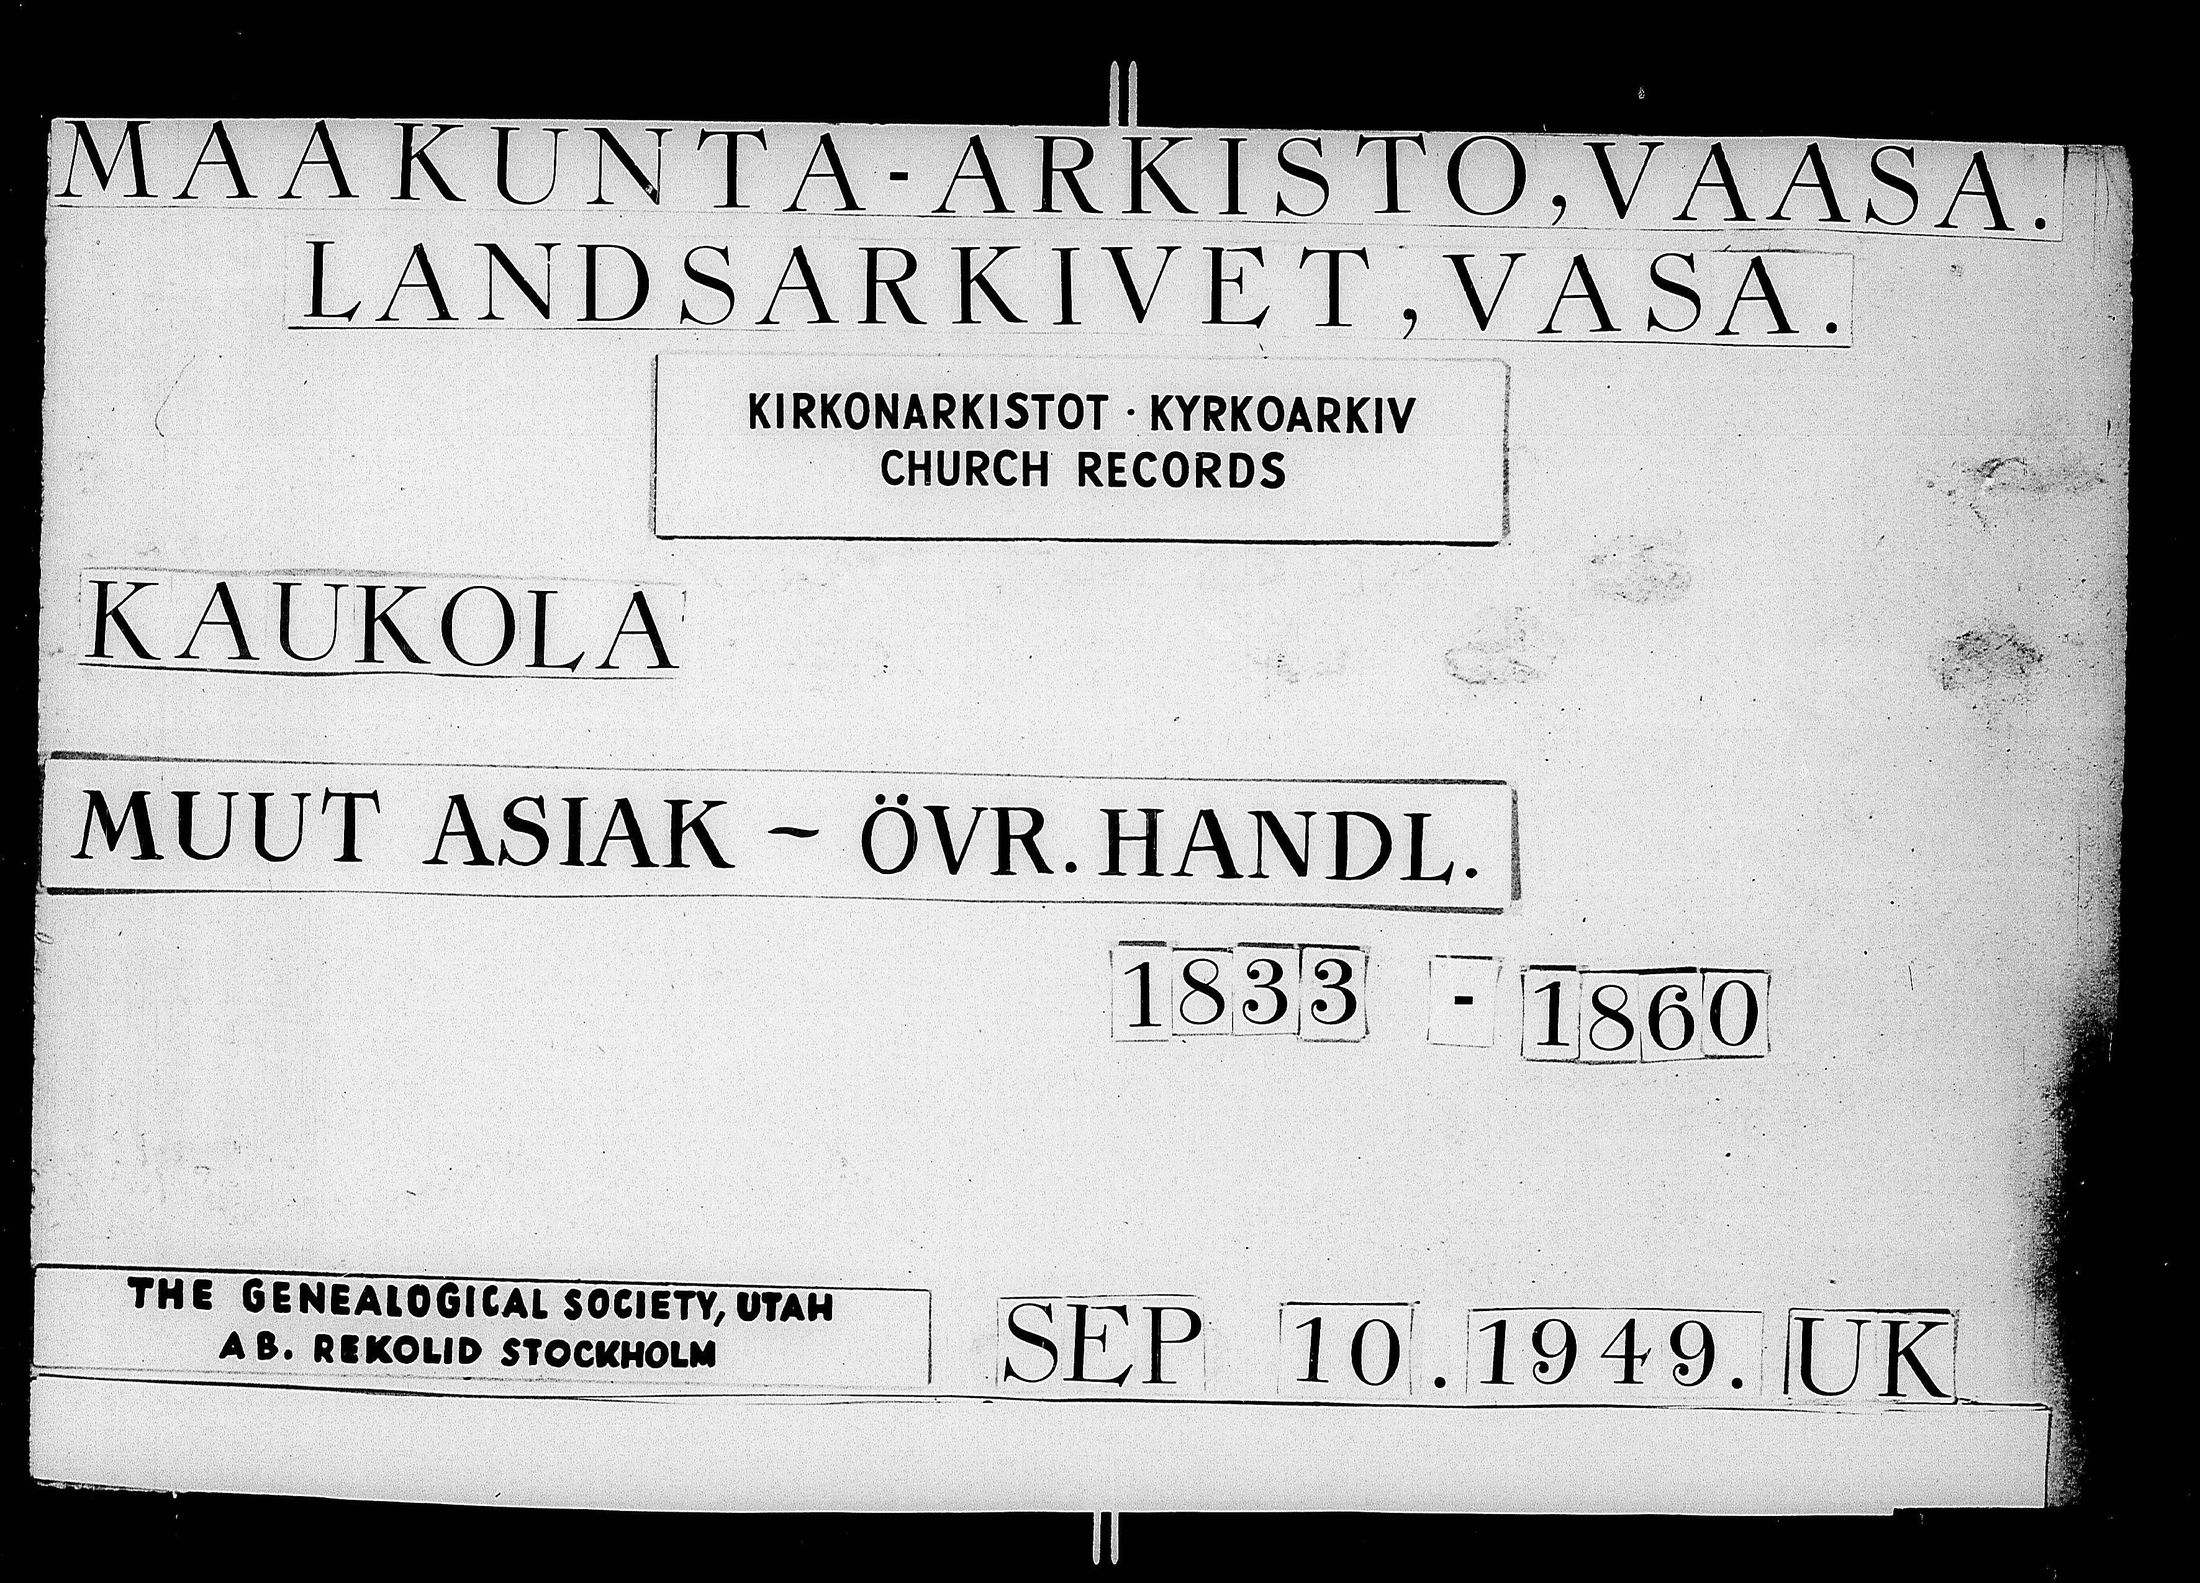 MAAKUNTA-ARKISTO, VAASA.
LANDSARKIVET, VASA.
KIRKONARKISTOT · KYRKOARKIV
CHURCH RECORDS
KAUKOLA
MUUT ASIAK ~ ÖVR. HANDL.
1833 - 1860
THE GENEALOGICAL SOCIETY, UTAH
AB. REKOLID STOCKHOLM
SEP 10. 1949. UK